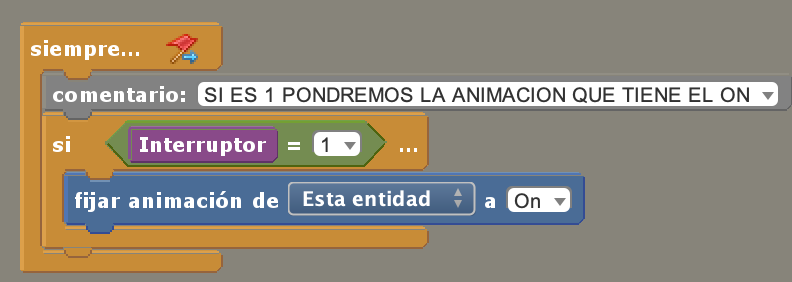 siempre...
comentario: SI ES 1 PONDREMOS LA ANIMACION QUE TIENE EL ON
si Interruptor = 1 ...
fijar animación de Esta entidad a On